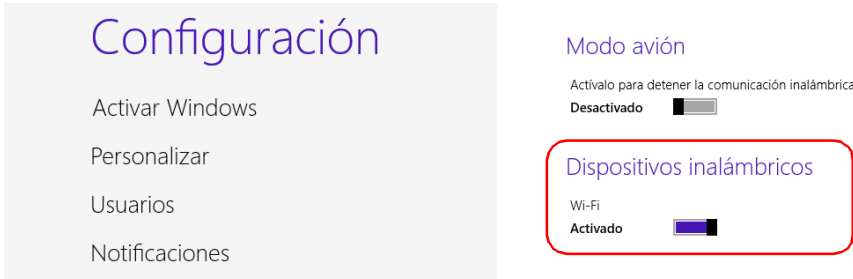 Configuración
Activar Windows
Personalizar
Usuarios
Notificaciones
Modo avión
Actívalo para detener la comunicación inalámbrica
Desactivado
Dispositivos inalámbricos
Wi-Fi
Activado